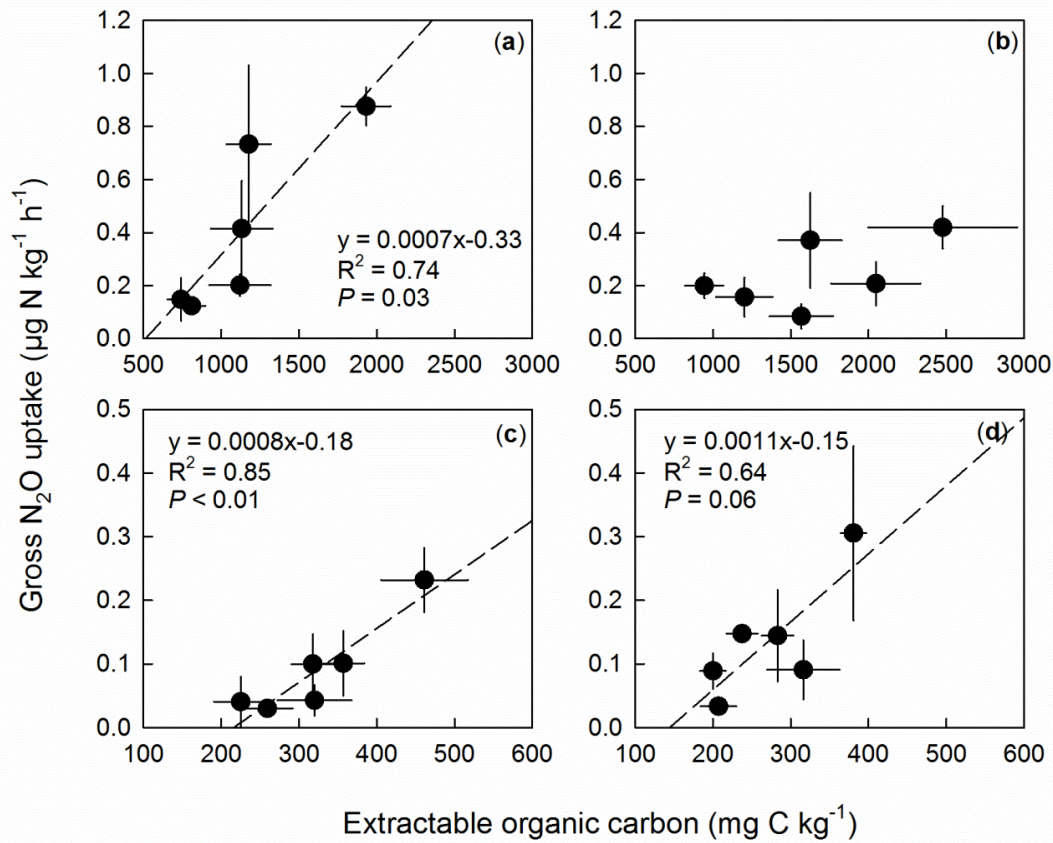 Gross N₂O uptake (µg N kg⁻¹ h⁻¹)
1.2
1.0
0.8
0.6
0.4
0.2
0.0
(a)
y = 0.0007x-0.33
R² = 0.74
P = 0.03
500 1000 1500 2000 2500 3000
1.2
1.0
0.8
0.6
0.4
0.2
0.0
(b)
500 1000 1500 2000 2500 3000
0.5
0.4
0.3
0.2
0.1
0.0
y = 0.0008x-0.18
R² = 0.85
P < 0.01
(c)
100 200 300 400 500 600
0.5
0.4
0.3
0.2
0.1
0.0
y = 0.0011x-0.15
R² = 0.64
P = 0.06
(d)
100 200 300 400 500 600
Extractable organic carbon (mg C kg⁻¹)